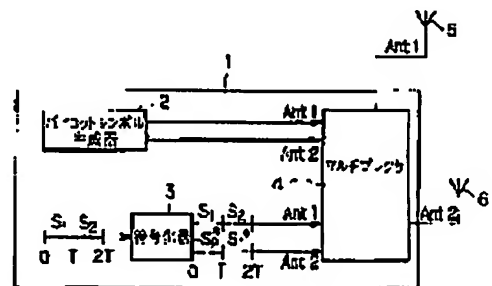 Ant 1
5
1
2
パイロットシンボル
生成器
Ant 1
Ant 2
マルチプレクサ
4
6
Ant 2
3
S₁ S₂
0 T 2T
符号化器
S₁ S₂
0 T 2T
Ant 1
Ant 2